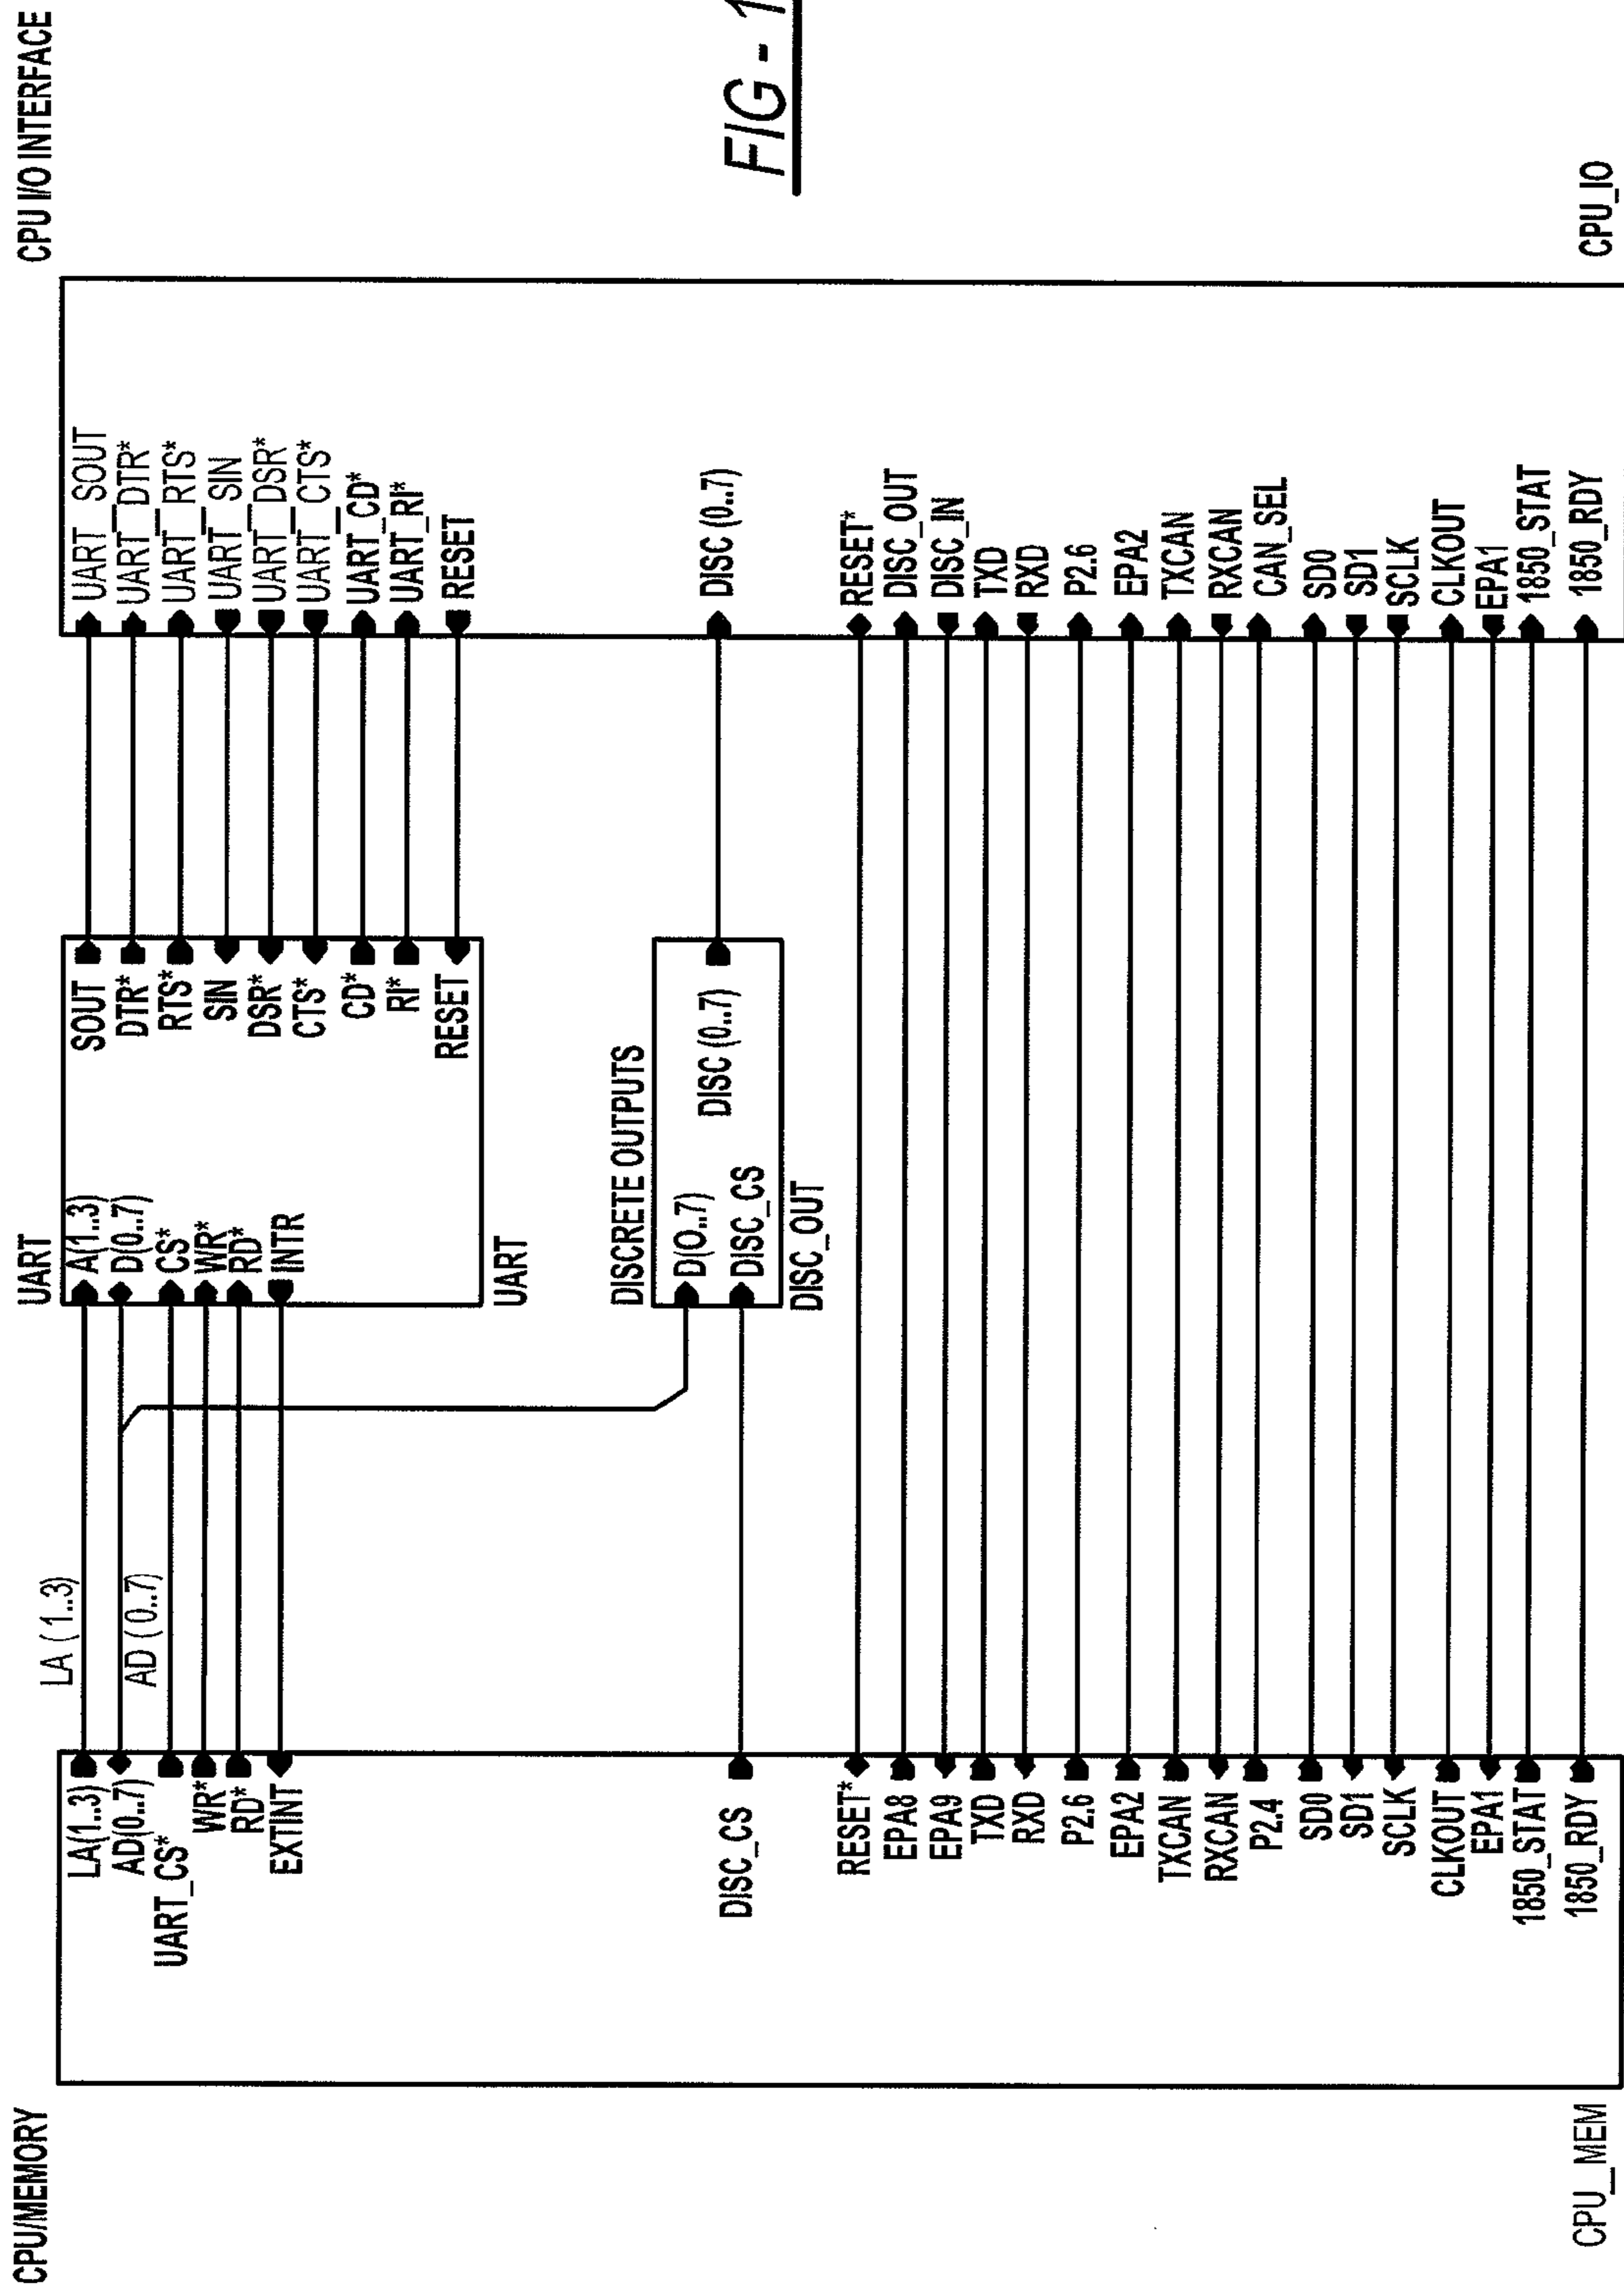 CPU/MEMORY
LA(1..3)
AD(0..7)
UART_CS*
WR*
RD*
EXTINT
DISC_CS
RESET*
EPA8
EPA9
TXD
RXD
P2.6
EPA2
TXCAN
RXCAN
P2.4
SD0
SD1
SCLK
CLKOUT
EPA1
1850_STAT
1850_RDY
CPU_MEM
LA (1..3)
AD (0..7)
UART
A(1..3)
D(0..7)
CS*
WR*
RD*
INTR
SOUT
DTR*
RTS*
SIN
DSR*
CTS*
CD*
RI*
RESET
UART
DISCRETE OUTPUTS
D(0..7)
DISC_CS
DISC (0..7)
DISC_OUT
CPU I/O INTERFACE
UART_SOUT
UART_DTR*
UART_RTS*
UART_SIN
UART_DSR*
UART_CTS*
UART_CD*
UART_RI*
RESET
DISC (0..7)
RESET*
DISC_OUT
DISC_IN
TXD
RXD
P2.6
EPA2
TXCAN
RXCAN
CAN_SEL
SD0
SD1
SCLK
CLKOUT
EPA1
1850_STAT
1850_RDY
CPU_IO
FIG - 1